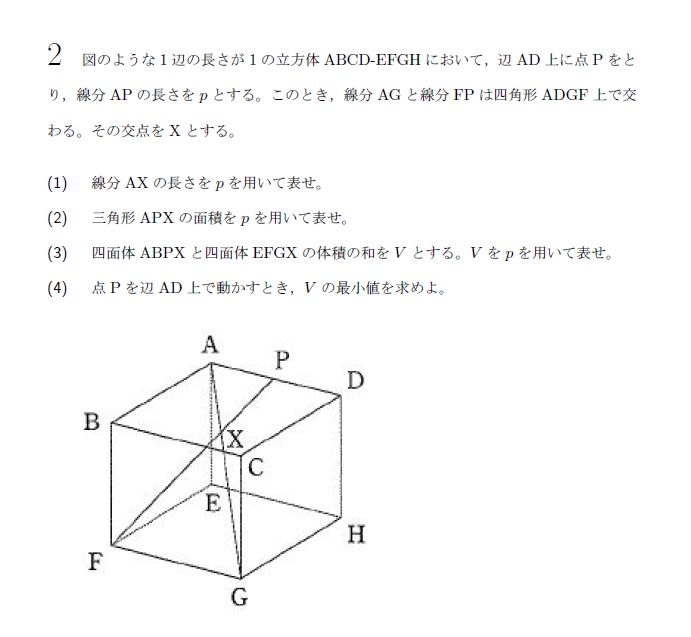 2 図のような1辺の長さが1の立方体 ABCD-EFGH において，辺 AD 上に点 P をと
り，線分 AP の長さを p とする。このとき，線分 AG と線分 FP は四角形 ADGF 上で交
わる。その交点を X とする。
(1) 線分 AX の長さを p を用いて表せ。
(2) 三角形 APX の面積を p を用いて表せ。
(3) 四面体 ABPX と四面体 EFGX の体積の和を V とする。V を p を用いて表せ。
(4) 点 P を辺 AD 上で動かすとき，V の最小値を求めよ。
A
P
D
B
X
C
E
H
F
G